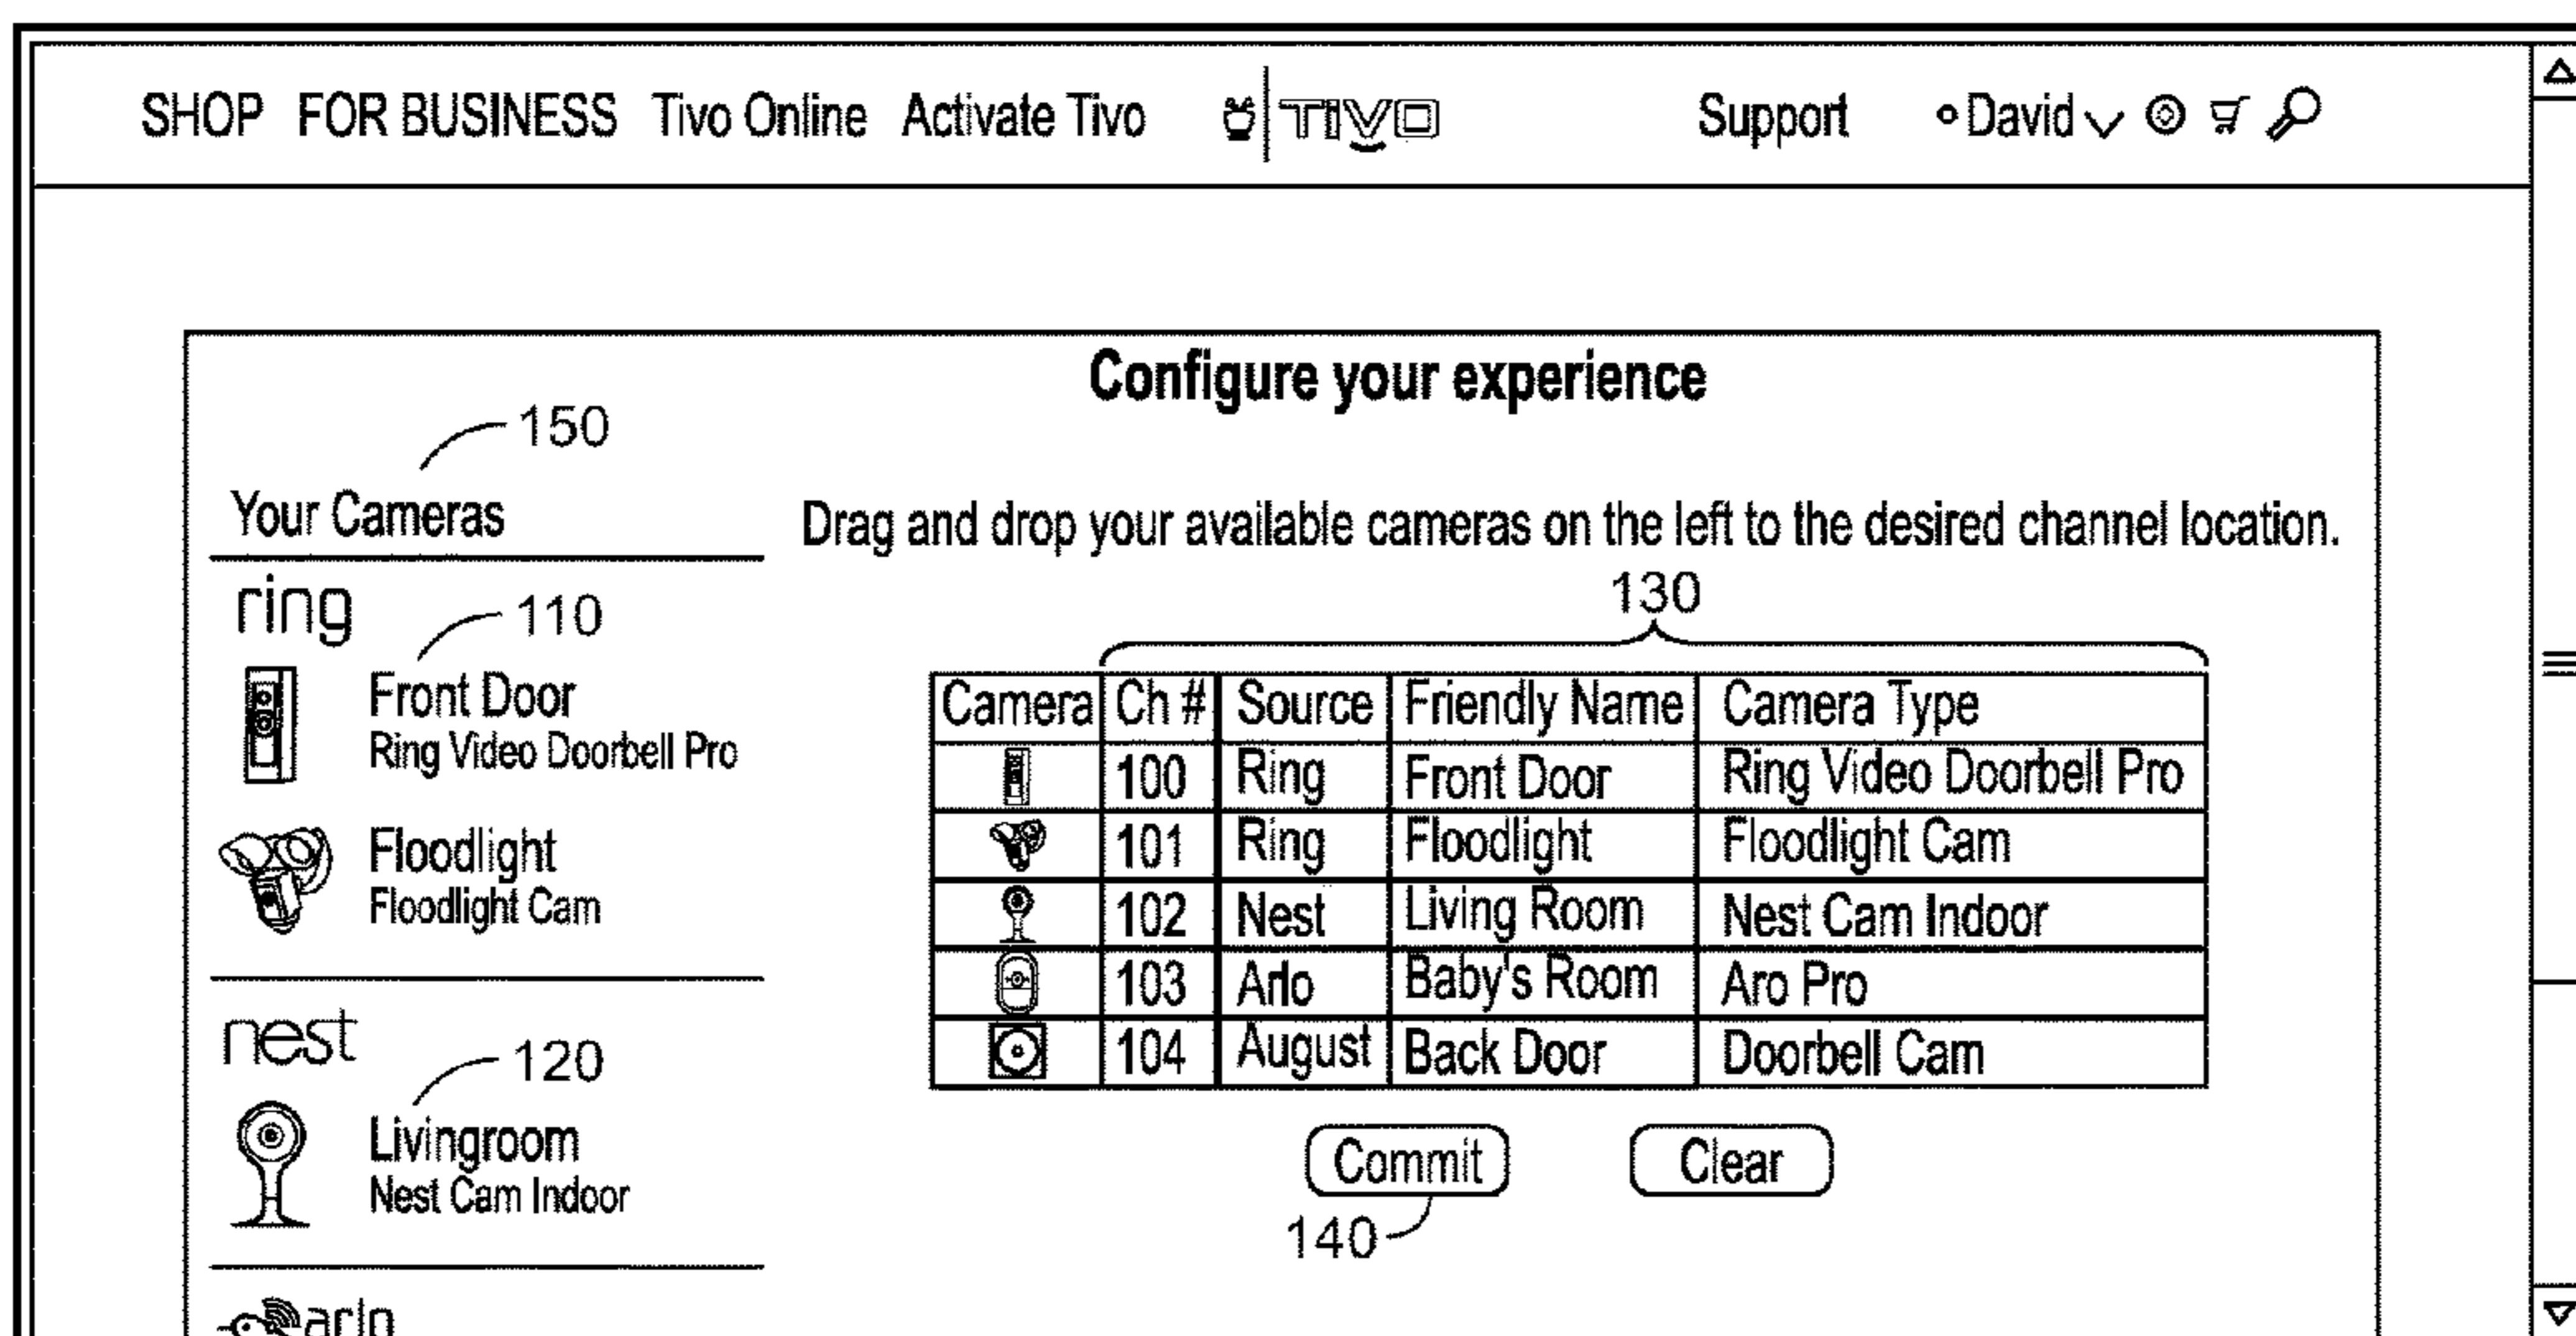 SHOP FOR BUSINESS Tivo Online Activate Tivo TiVO Support David
Configure your experience
150
Your Cameras
Drag and drop your available cameras on the left to the desired channel location.
ring
110
Front Door
Ring Video Doorbell Pro
Floodlight
Floodlight Cam
nest
120
Livingroom
Nest Cam Indoor
arlo
130
Camera Ch # Source Friendly Name Camera Type
100 Ring Front Door Ring Video Doorbell Pro
101 Ring Floodlight Floodlight Cam
102 Nest Living Room Nest Cam Indoor
103 Arlo Baby's Room Aro Pro
104 August Back Door Doorbell Cam
Commit Clear
140